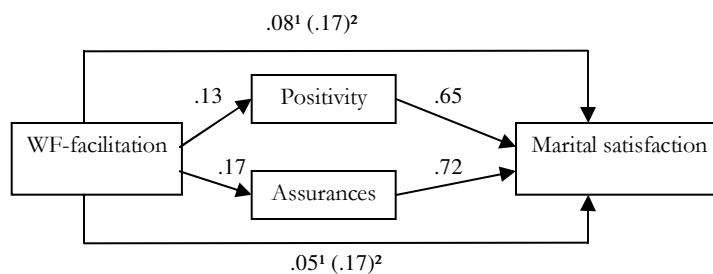 .08¹ (.17)²
.13 Positivity .65
WF-facilitation Marital satisfaction
.17 Assurances .72
.05¹ (.17)²